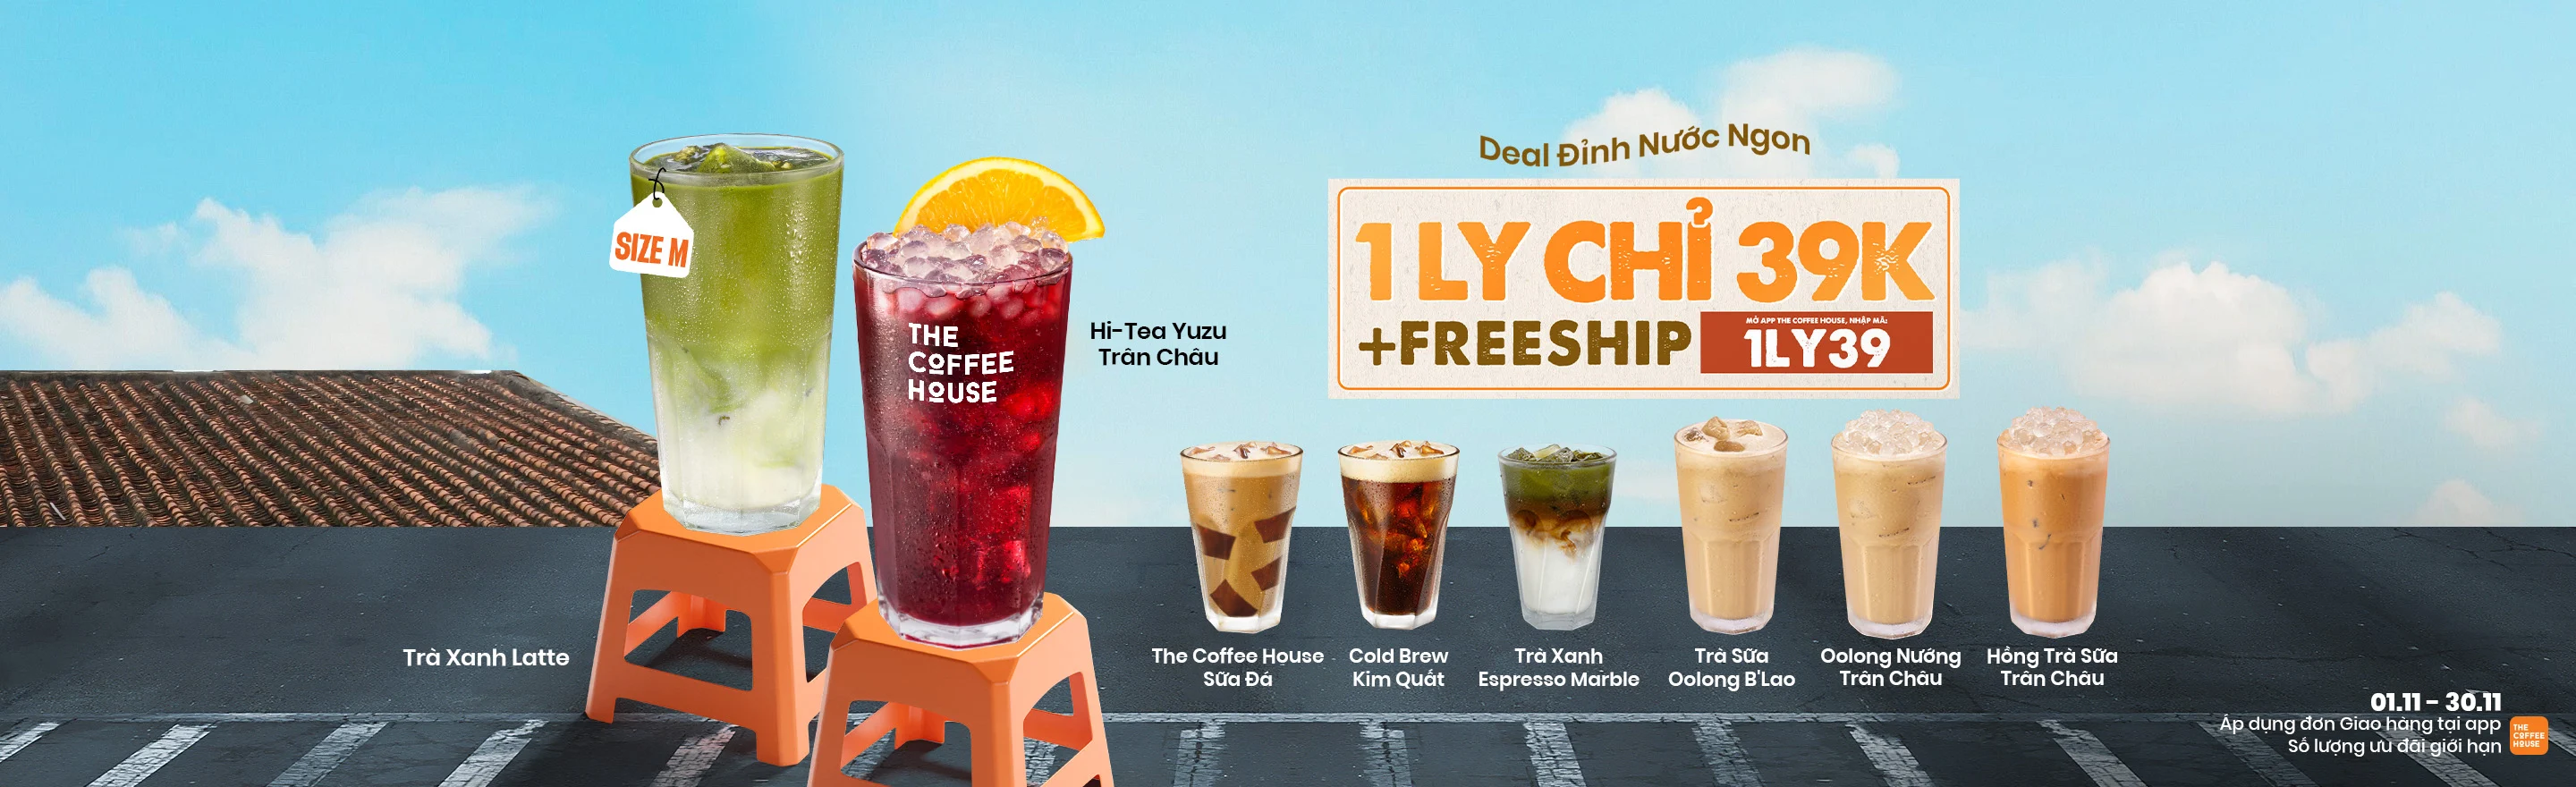 SIZE M
THE
COFFEE
HOUSE
Hi-Tea Yuzu
Trân Châu
Trà Xanh Latte
Deal Đỉnh Nước Ngon
1 LY CHỈ 39K
+FREESHIP
MỞ APP THE COFFEE HOUSE, NHẬP MÃ:
1LY39
The Coffee House
Sữa Đá
Cold Brew
Kim Quất
Trà Xanh
Espresso Marble
Trà Sữa
Oolong B'Lao
Oolong Nướng
Trân Châu
Hồng Trà Sữa
Trân Châu
01.11 - 30.11
Áp dụng đơn Giao hàng tại app
Số lượng ưu đãi giới hạn
THE
COFFEE
HOUSE